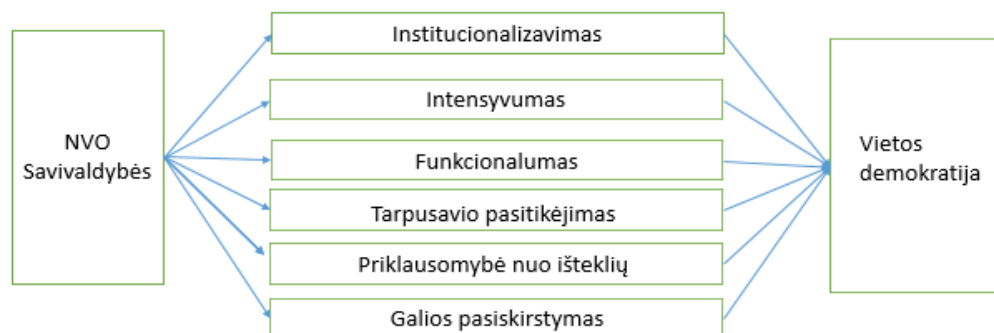 NVO
Savivaldybės
Institucionalizavimas
Intensyvumas
Funkcionalumas
Tarpusavio pasitikėjimas
Priklausomybė nuo išteklių
Galios pasiskirstymas
Vietos
demokratija